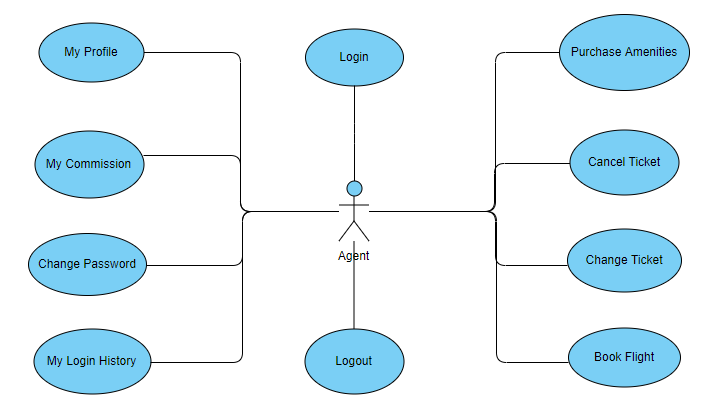 My Profile
Login
Purchase Amenities
My Commission
Cancel Ticket
Agent
Change Password
Change Ticket
My Login History
Logout
Book Flight